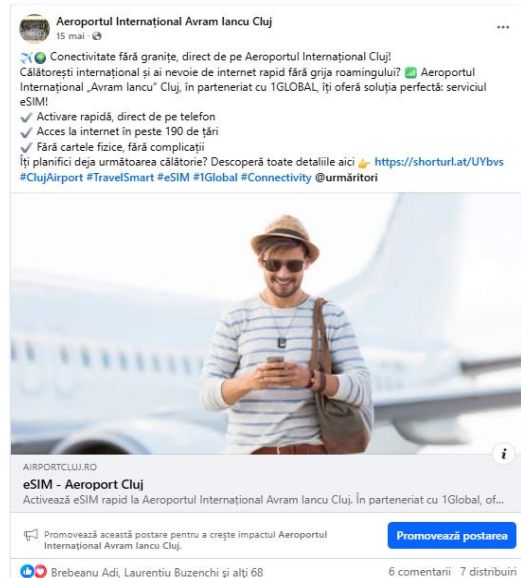 Aeroportul Internațional Avram Iancu Cluj
15 mai ·
Conectivitate fără granițe, direct de pe Aeroportul Internațional Cluj!
Călătorești internațional și ai nevoie de internet rapid fără grija roamingului? Aeroportul
Internațional „Avram Iancu” Cluj, în parteneriat cu 1GLOBAL, îți oferă soluția perfectă: serviciul
eSIM!
Activare rapidă, direct de pe telefon
Acces la internet în peste 190 de țări
Fără cartele fizice, fără complicații
Îți planifici deja următoarea călătorie? Descoperă toate detaliile aici https://shorturl.at/UYbvs
#ClujAirport #TravelSmart #eSIM #1Global #Connectivity @urmăritori
AIRPORTCLUJ.RO
eSIM - Aeroport Cluj
Activează eSIM rapid la Aeroportul Internațional Avram Iancu Cluj. În parteneriat cu 1Global, of...
Promovează această postare pentru a crește impactul Aeroportul
Internațional Avram Iancu Cluj.
Promovează postarea
Brebeanu Adi, Laurentiu Buzenchi și alți 68
6 comentarii 7 distribuiri